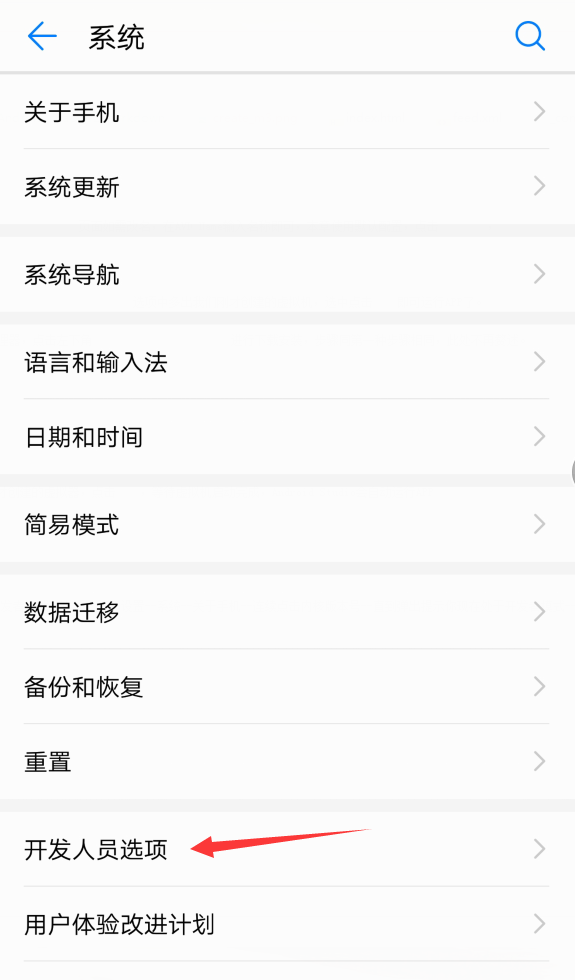 系统
关于手机
系统更新
系统导航
语言和输入法
日期和时间
简易模式
数据迁移
备份和恢复
重置
开发人员选项
用户体验改进计划